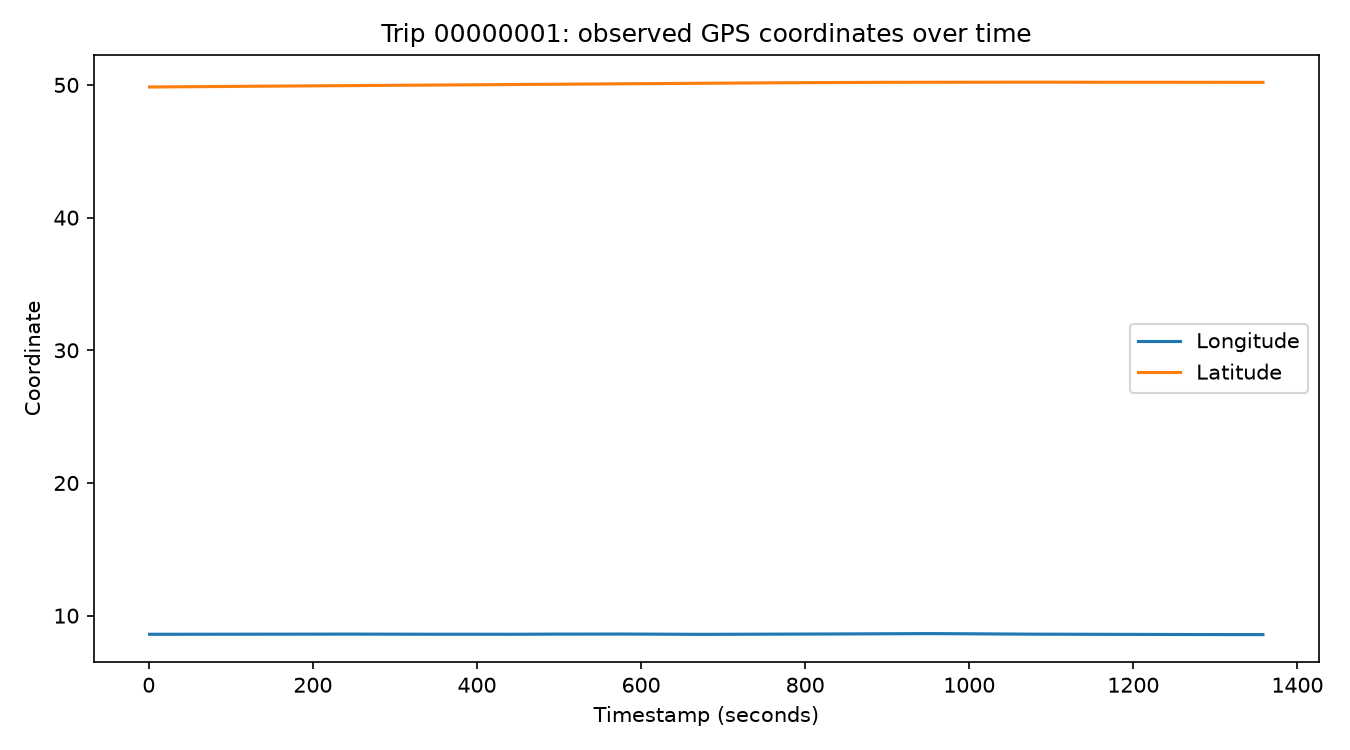 Trip 00000001: observed GPS coordinates over time
50
40
30
20
10
Coordinate
Longitude
Latitude
0 200 400 600 800 1000 1200 1400
Timestamp (seconds)